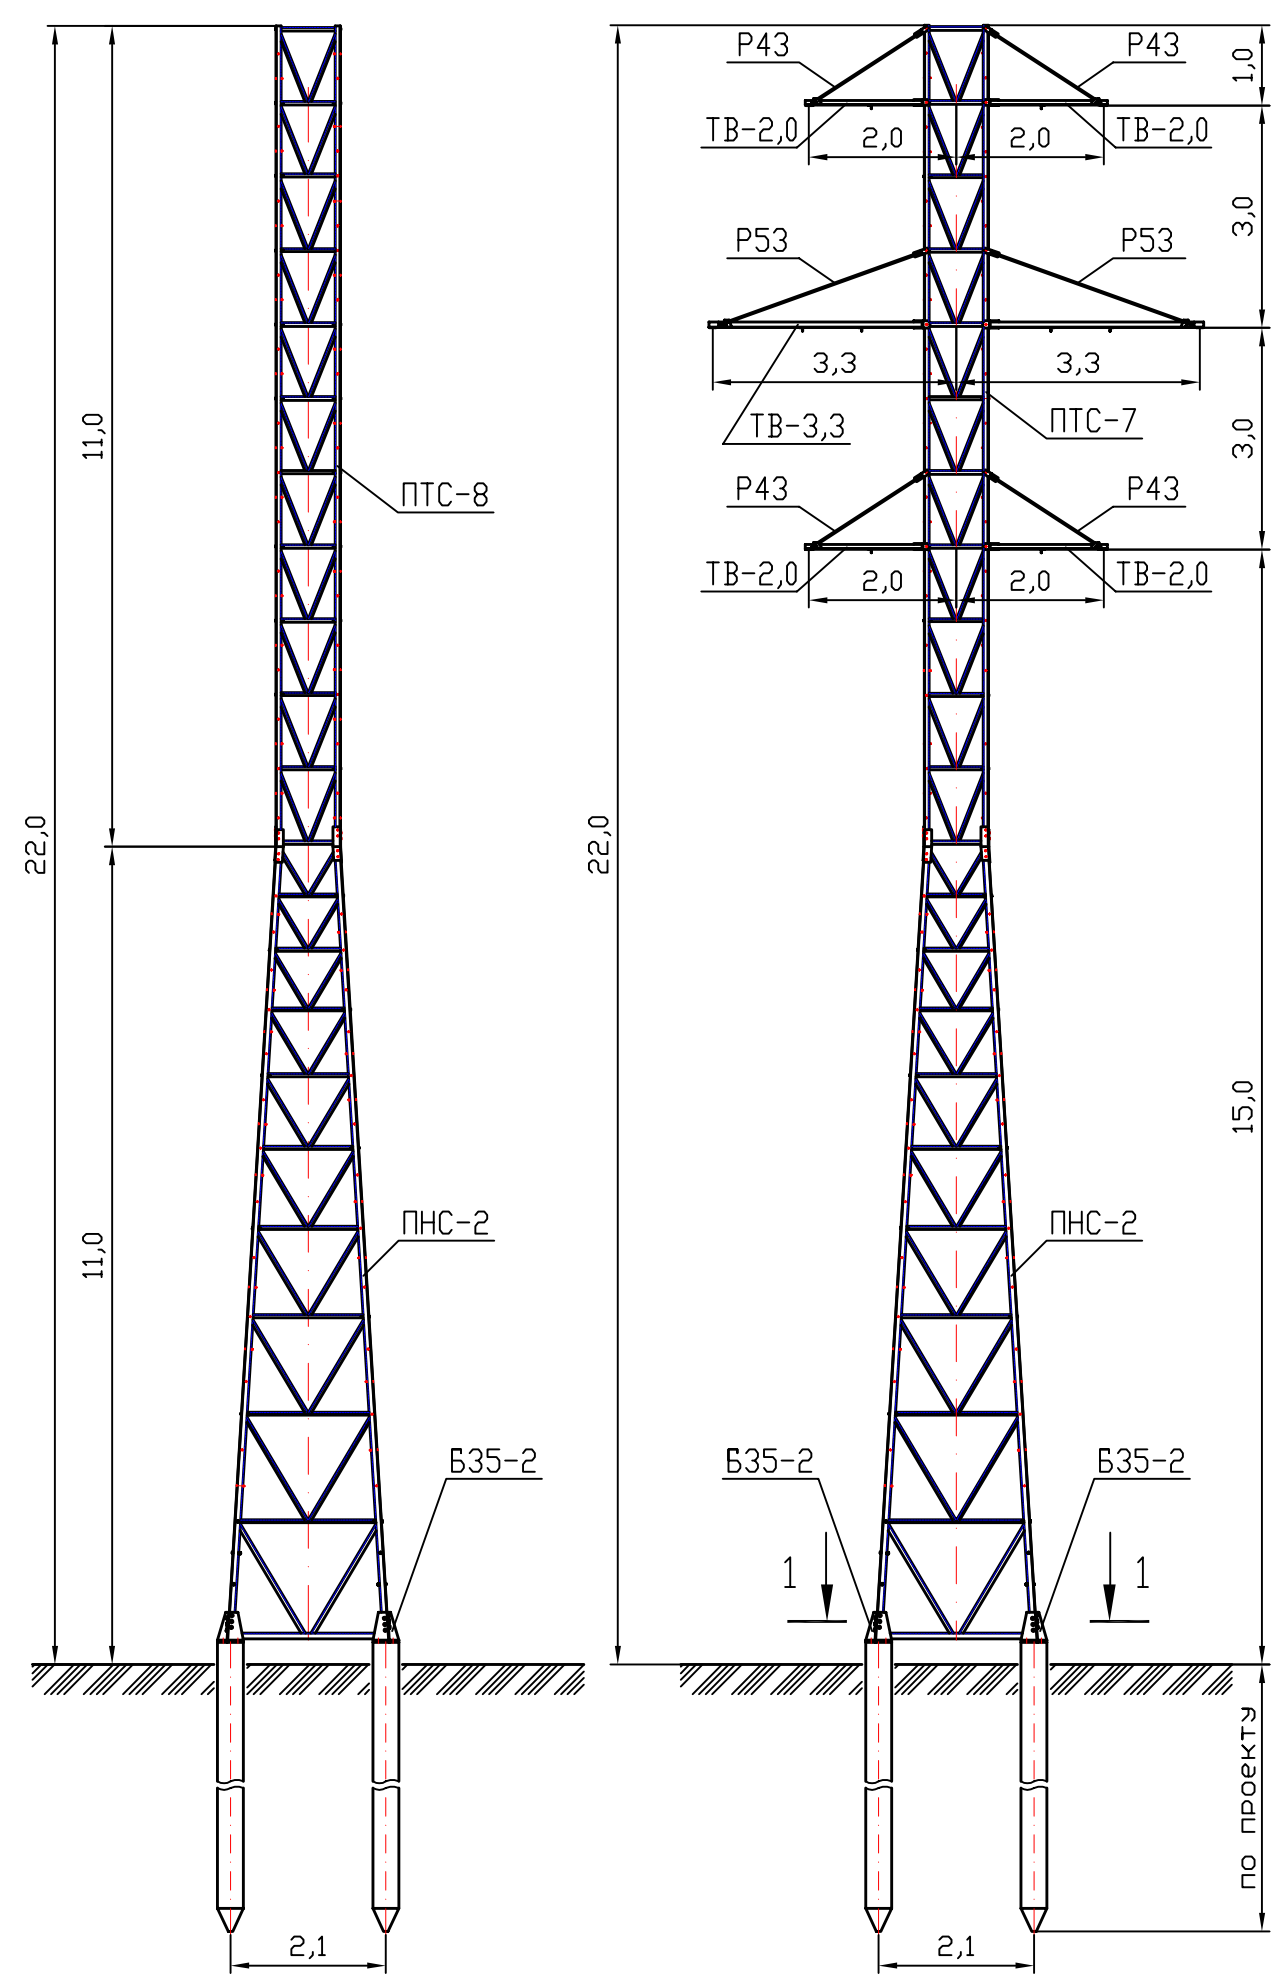 Р43
Р43
1,0
ТВ-2,0
2,0
2,0
ТВ-2,0
3,0
Р53
Р53
3,3
3,3
ТВ-3,3
ПТС-7
11,0
3,0
ПТС-8
Р43
Р43
ТВ-2,0
2,0
2,0
ТВ-2,0
22,0
22,0
15,0
11,0
ПНС-2
ПНС-2
Б35-2
Б35-2
Б35-2
1
1
по проекту
2,1
2,1